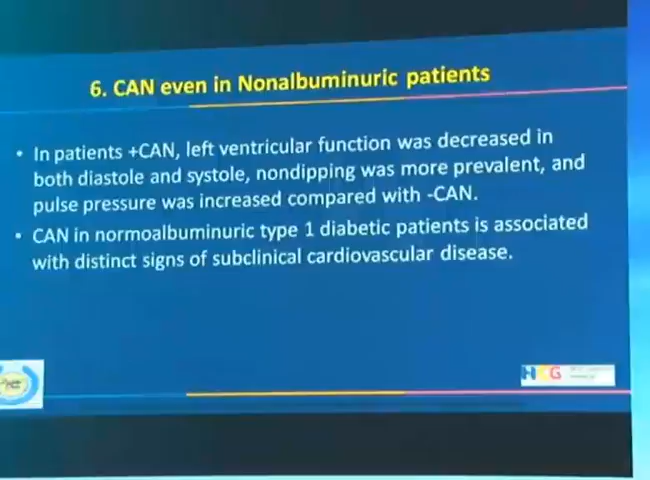 6. CAN even in Nonalbuminuric patients
• In patients +CAN, left ventricular function was decreased in
both diastole and systole, nondipping was more prevalent, and
pulse pressure was increased compared with -CAN.
• CAN in normoalbuminuric type 1 diabetic patients is associated
with distinct signs of subclinical cardiovascular disease.
HCG